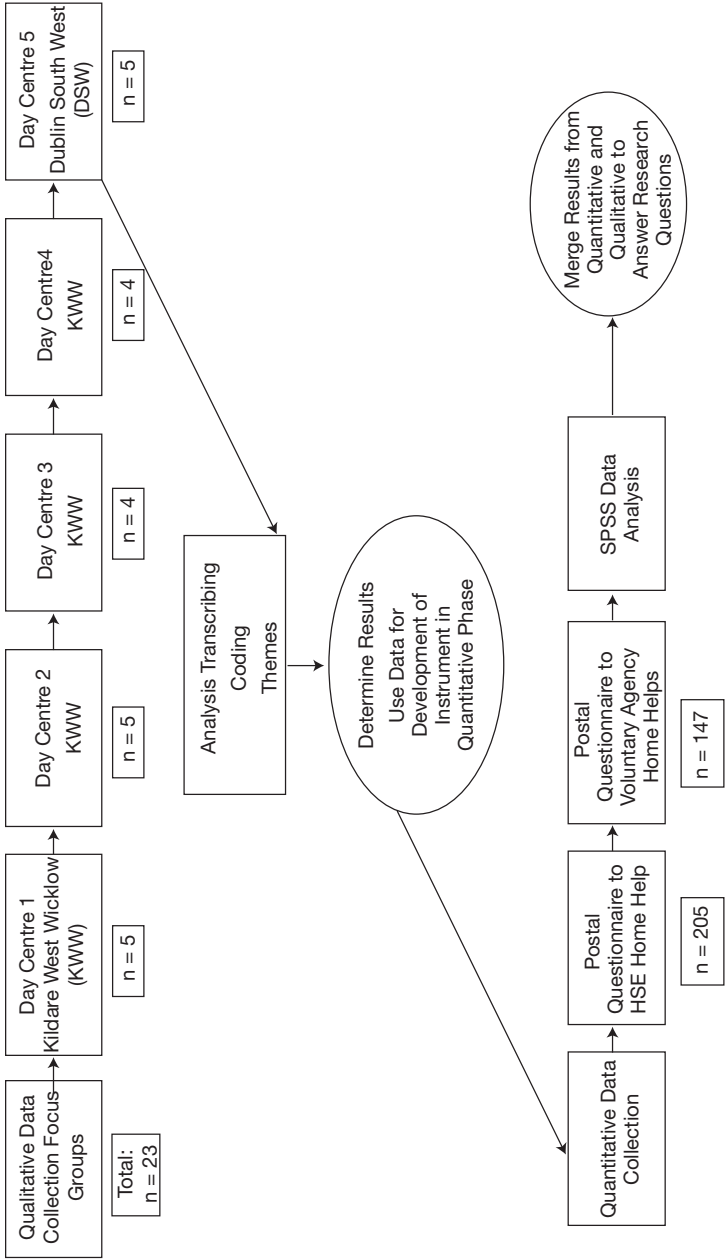 Qualitative Data
Collection Focus
Groups
Total:
n = 23
Day Centre 1
Kildare West Wicklow
(KWW)
n = 5
Day Centre 2
KWW
n = 5
Day Centre 3
KWW
n = 4
Day Centre4
KWW
n = 4
Day Centre 5
Dublin South West
(DSW)
n = 5
Analysis Transcribing
Coding
Themes
Determine Results
Use Data for
Development of
Instrument in
Quantitative Phase
Quantitative Data
Collection
Postal
Questionnaire to
HSE Home Help
n = 205
Postal
Questionnaire to
Voluntary Agency
Home Helps
n = 147
SPSS Data
Analysis
Merge Results from
Quantitative and
Qualitative to
Answer Research
Questions